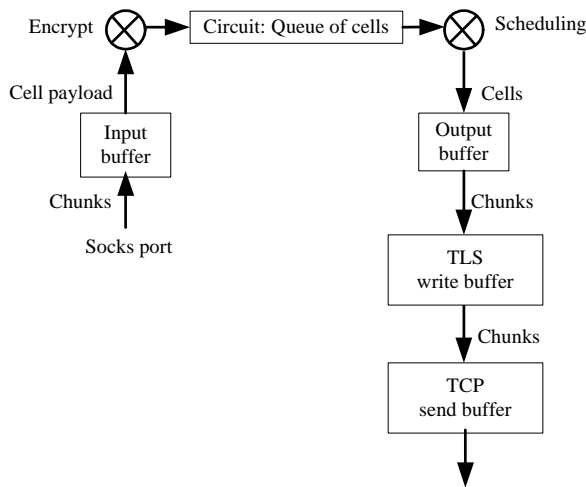 Encrypt
Circuit: Queue of cells
Scheduling
Cell payload
Cells
Input
buffer
Output
buffer
Chunks
Chunks
Socks port
TLS
write buffer
Chunks
TCP
send buffer